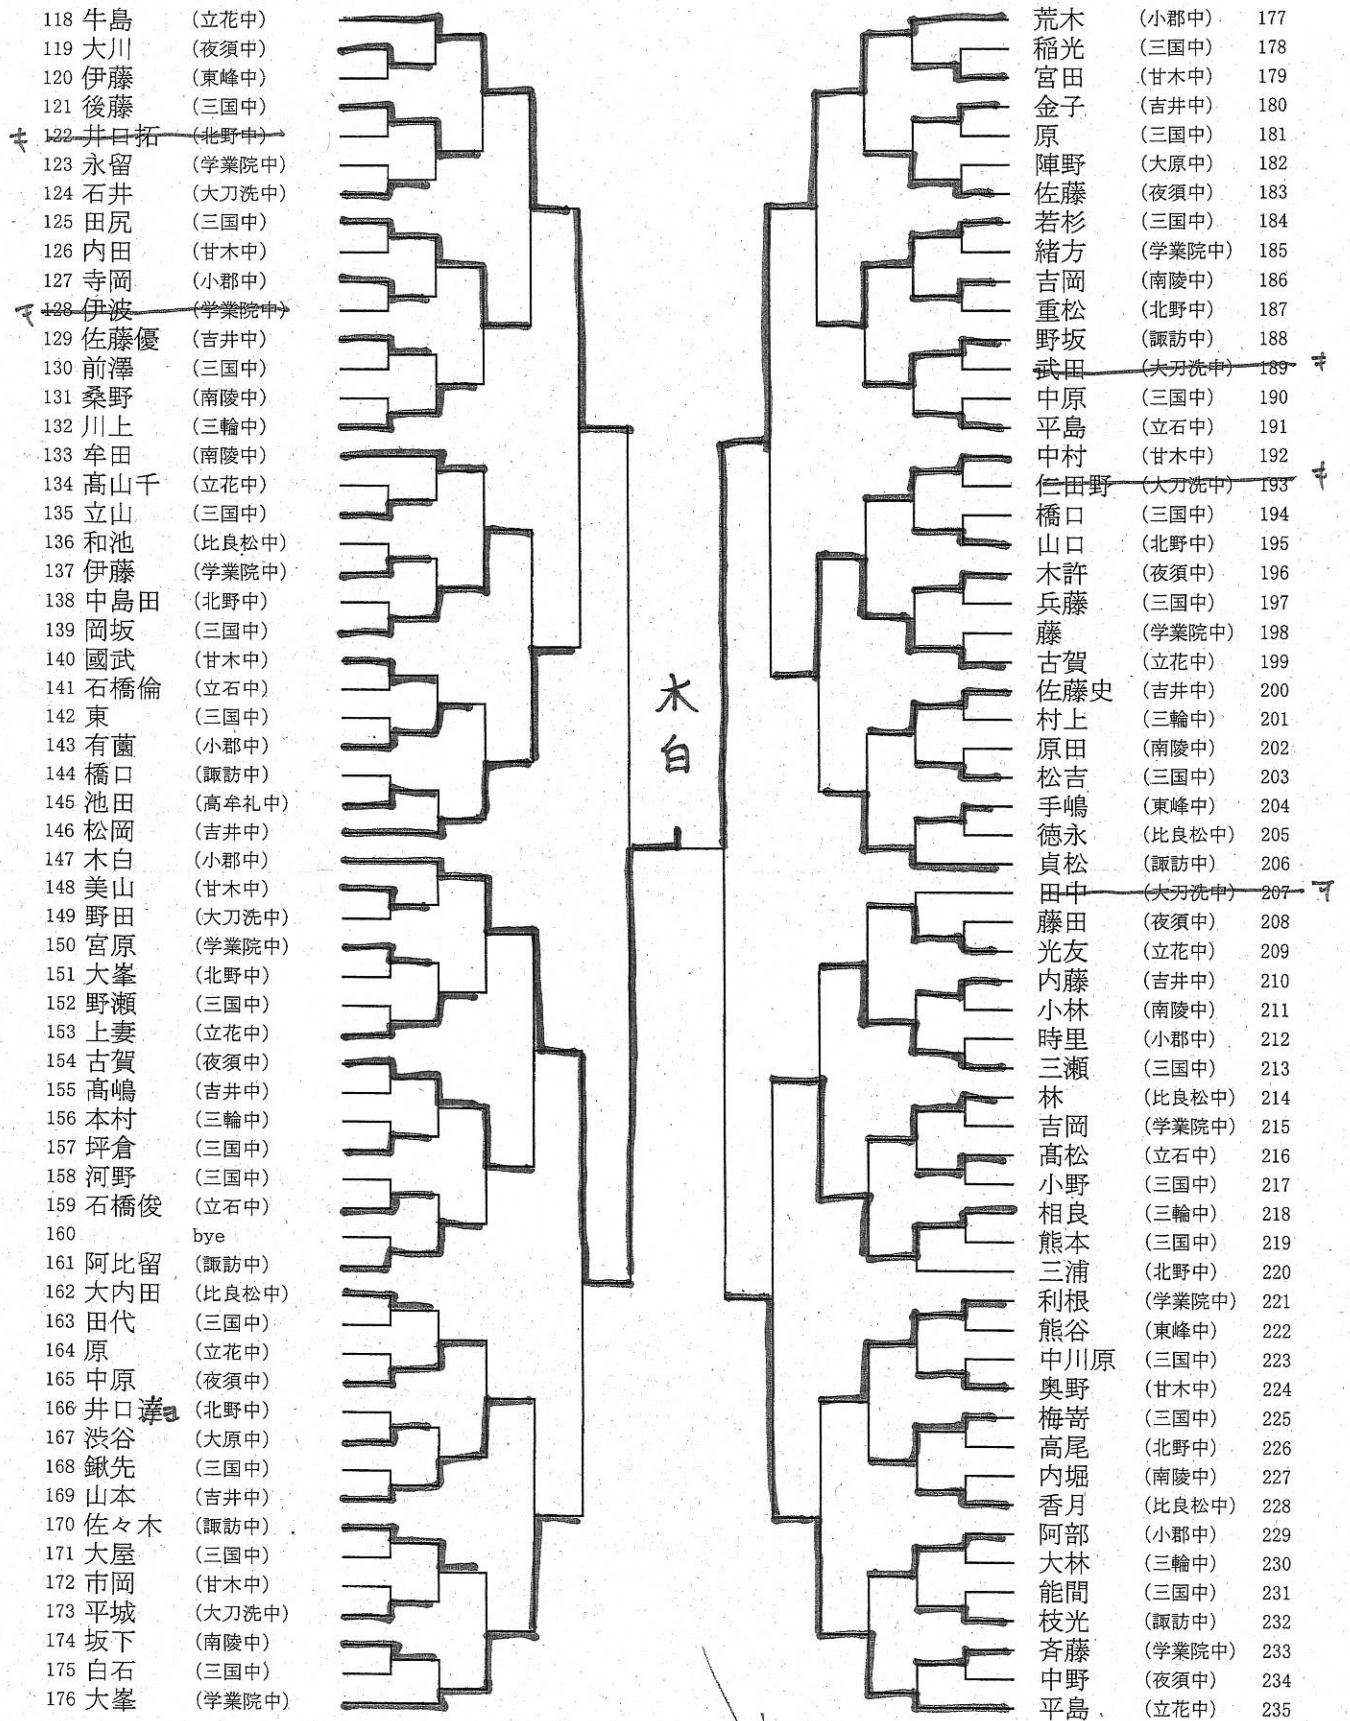 118 牛島 (立花中)
119 大川 (夜須中)
120 伊藤 (東峰中)
121 後藤 (三国中)
キ 122 井口拓 (北野中)
123 永留 (学業院中)
124 石井 (大刀洗中)
125 田尻 (三国中)
126 内田 (甘木中)
127 寺岡 (小郡中)
128 伊波 (学業院中)
129 佐藤優 (吉井中)
130 前澤 (三国中)
131 桑野 (南陵中)
132 川上 (三輪中)
133 牟田 (南陵中)
134 髙山千 (立花中)
135 立山 (三国中)
136 和池 (比良松中)
137 伊藤 (学業院中)
138 中島田 (北野中)
139 岡坂 (三国中)
140 國武 (甘木中)
141 石橋倫 (立石中)
142 東 (三国中)
143 有薗 (小郡中)
144 橋口 (諏訪中)
145 池田 (高牟礼中)
146 松岡 (吉井中)
147 木白 (小郡中)
148 美山 (甘木中)
149 野田 (大刀洗中)
150 宮原 (学業院中)
151 大峯 (北野中)
152 野瀬 (三国中)
153 上妻 (立花中)
154 古賀 (夜須中)
155 髙嶋 (吉井中)
156 本村 (三輪中)
157 坪倉 (三国中)
158 河野 (三国中)
159 石橋俊 (立石中)
160 bye
161 阿比留 (諏訪中)
162 大内田 (比良松中)
163 田代 (三国中)
164 原 (立花中)
165 中原 (夜須中)
166 井口達 (北野中)
167 渋谷 (大原中)
168 鍬先 (三国中)
169 山本 (吉井中)
170 佐々木 (諏訪中)
171 大屋 (三国中)
172 市岡 (甘木中)
173 平城 (大刀洗中)
174 坂下 (南陵中)
175 白石 (三国中)
176 大峯 (学業院中)
木白
荒木 (小郡中) 177
稲光 (三国中) 178
宮田 (甘木中) 179
金子 (吉井中) 180
原 (三国中) 181
陣野 (大原中) 182
佐藤 (夜須中) 183
若杉 (三国中) 184
緒方 (学業院中) 185
吉岡 (南陵中) 186
重松 (北野中) 187
野坂 (諏訪中) 188
武田 (大刀洗中) 189 キ
中原 (三国中) 190
平島 (立石中) 191
中村 (甘木中) 192
仁田野 (大刀洗中) 193 キ
橋口 (三国中) 194
山口 (北野中) 195
木許 (夜須中) 196
兵藤 (三国中) 197
藤 (学業院中) 198
古賀 (立花中) 199
佐藤史 (吉井中) 200
村上 (三輪中) 201
原田 (南陵中) 202
松吉 (三国中) 203
手嶋 (東峰中) 204
徳永 (比良松中) 205
貞松 (諏訪中) 206
田中 (大刀洗中) 207
藤田 (夜須中) 208
光友 (立花中) 209
内藤 (吉井中) 210
小林 (南陵中) 211
時里 (小郡中) 212
三瀬 (三国中) 213
林 (比良松中) 214
吉岡 (学業院中) 215
髙松 (立石中) 216
小野 (三国中) 217
相良 (三輪中) 218
熊本 (三国中) 219
三浦 (北野中) 220
利根 (学業院中) 221
熊谷 (東峰中) 222
中川原 (三国中) 223
奥野 (甘木中) 224
梅嵜 (三国中) 225
高尾 (北野中) 226
内堀 (南陵中) 227
香月 (比良松中) 228
阿部 (小郡中) 229
大林 (三輪中) 230
能間 (三国中) 231
枝光 (諏訪中) 232
斉藤 (学業院中) 233
中野 (夜須中) 234
平島 (立花中) 235